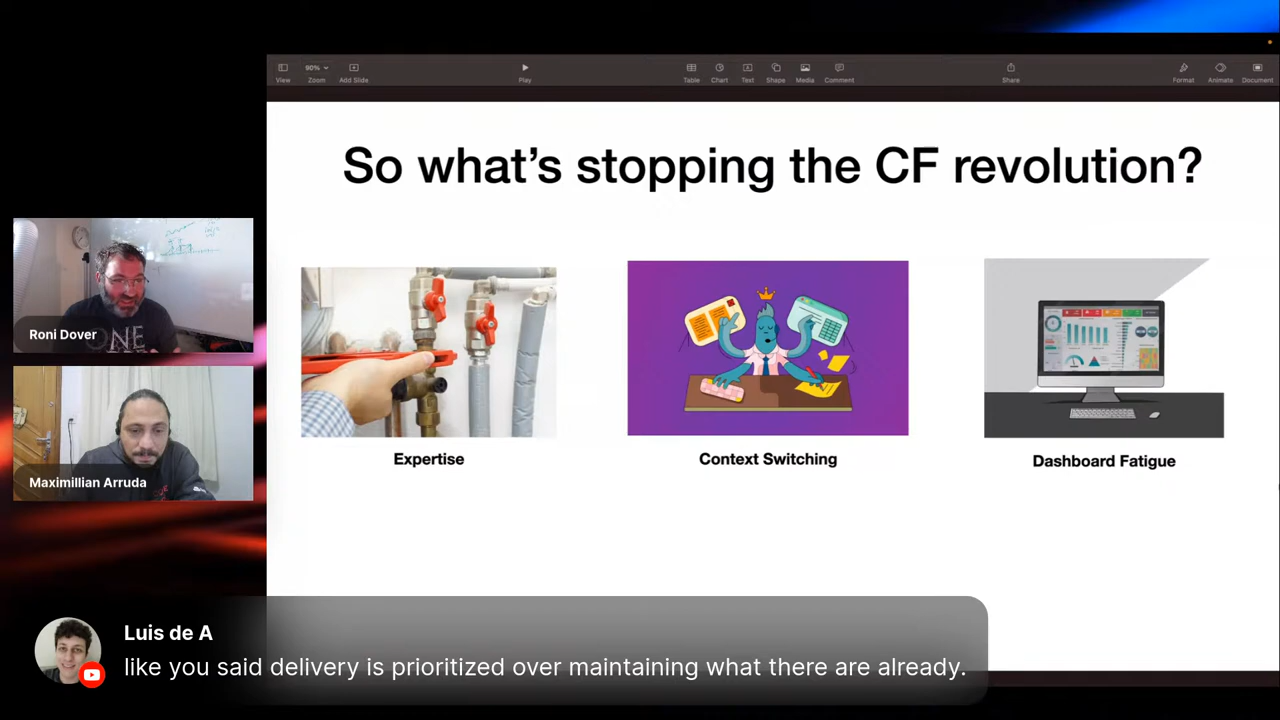 View
90%
Zoom
Add Slide
Play
Table
Chart
Text
Shape
Media
Comment
Share
Format
Animate
Document
So what's stopping the CF revolution?
Roni Dover
Maximillian Arruda
Expertise
Context Switching
Dashboard Fatigue
Luis de A
like you said delivery is prioritized over maintaining what there are already.